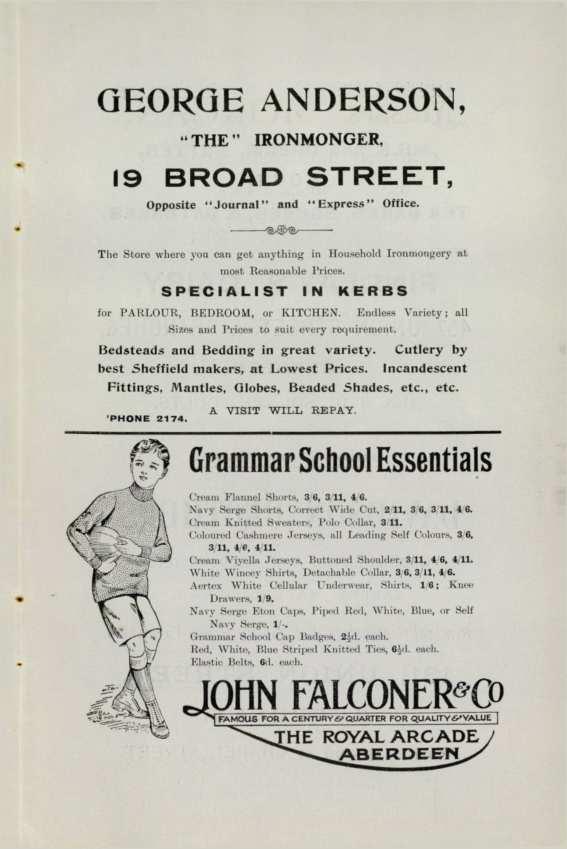 GEORGE ANDERSON,
"THE" IRONMONGER,
19 BROAD STREET,
Opposite "Journal" and "Express" Office.
The Store where you can get anything in Household Ironmongery at
most Reasonable Prices.
SPECIALIST IN KERBS
for PARLOUR, BEDROOM, or KITCHEN. Endless Variety; all
Sizes and Prices to suit every requirement.
Bedsteads and Bedding in great variety. Cutlery by
best Sheffield makers, at Lowest Prices. Incandescent
Fittings, Mantles, Globes, Beaded Shades, etc., etc.
A VISIT WILL REPAY.
'PHONE 2174.
Grammar School Essentials
Cream Flannel Shorts, 3/6, 3/11, 4/6.
Navy Serge Shorts, Correct Wide Cut, 2/11, 3/6, 3/11, 4/6.
Cream Knitted Sweaters, Polo Collar, 3/11.
Coloured Cashmere Jerseys, all Leading Self Colours, 3/6,
3/11, 4/6, 4/11.
Cream Viyella Jerseys, Buttoned Shoulder, 3/11, 4/6, 4/11.
White Wincey Shirts, Detachable Collar, 3/6, 3/11, 4/6.
Aertex White Cellular Underwear, Shirts, 1/6; Knee
Drawers, 1/9.
Navy Serge Eton Caps, Piped Red, White, Blue, or Self
Navy Serge, 1/-.
Grammar School Cap Badges, 2½d. each.
Red, White, Blue Striped Knitted Ties, 6½d. each.
Elastic Belts, 6d. each.
JOHN FALCONER & CO
FAMOUS FOR A CENTURY & QUARTER FOR QUALITY & VALUE
THE ROYAL ARCADE
ABERDEEN